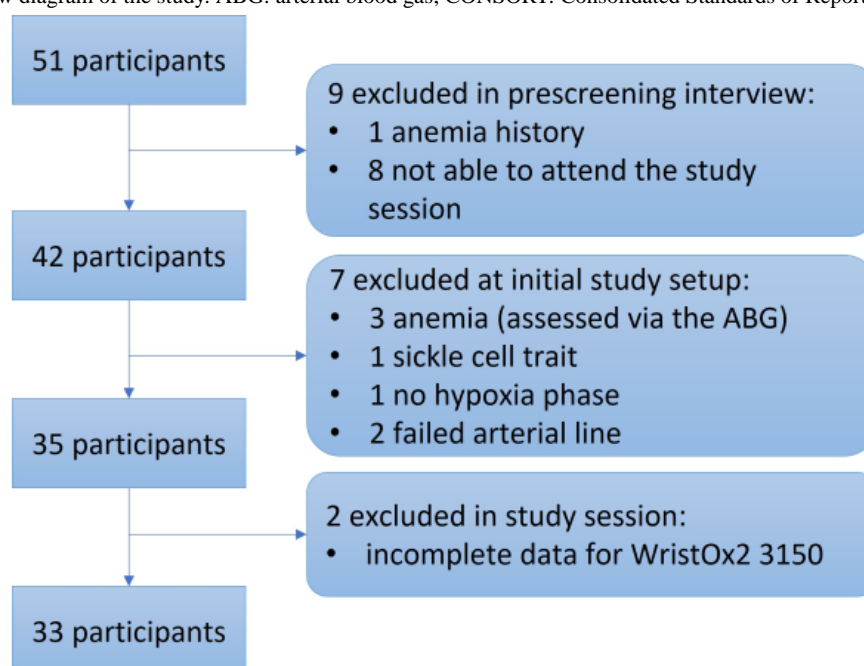 w diagram of the study. ABG: arterial blood gas; CONSORT: Consolidated Standards of Repor
51 participants
9 excluded in prescreening interview:
• 1 anemia history
• 8 not able to attend the study
session
42 participants
7 excluded at initial study setup:
• 3 anemia (assessed via the ABG)
• 1 sickle cell trait
• 1 no hypoxia phase
• 2 failed arterial line
35 participants
2 excluded in study session:
• incomplete data for WristOx2 3150
33 participants